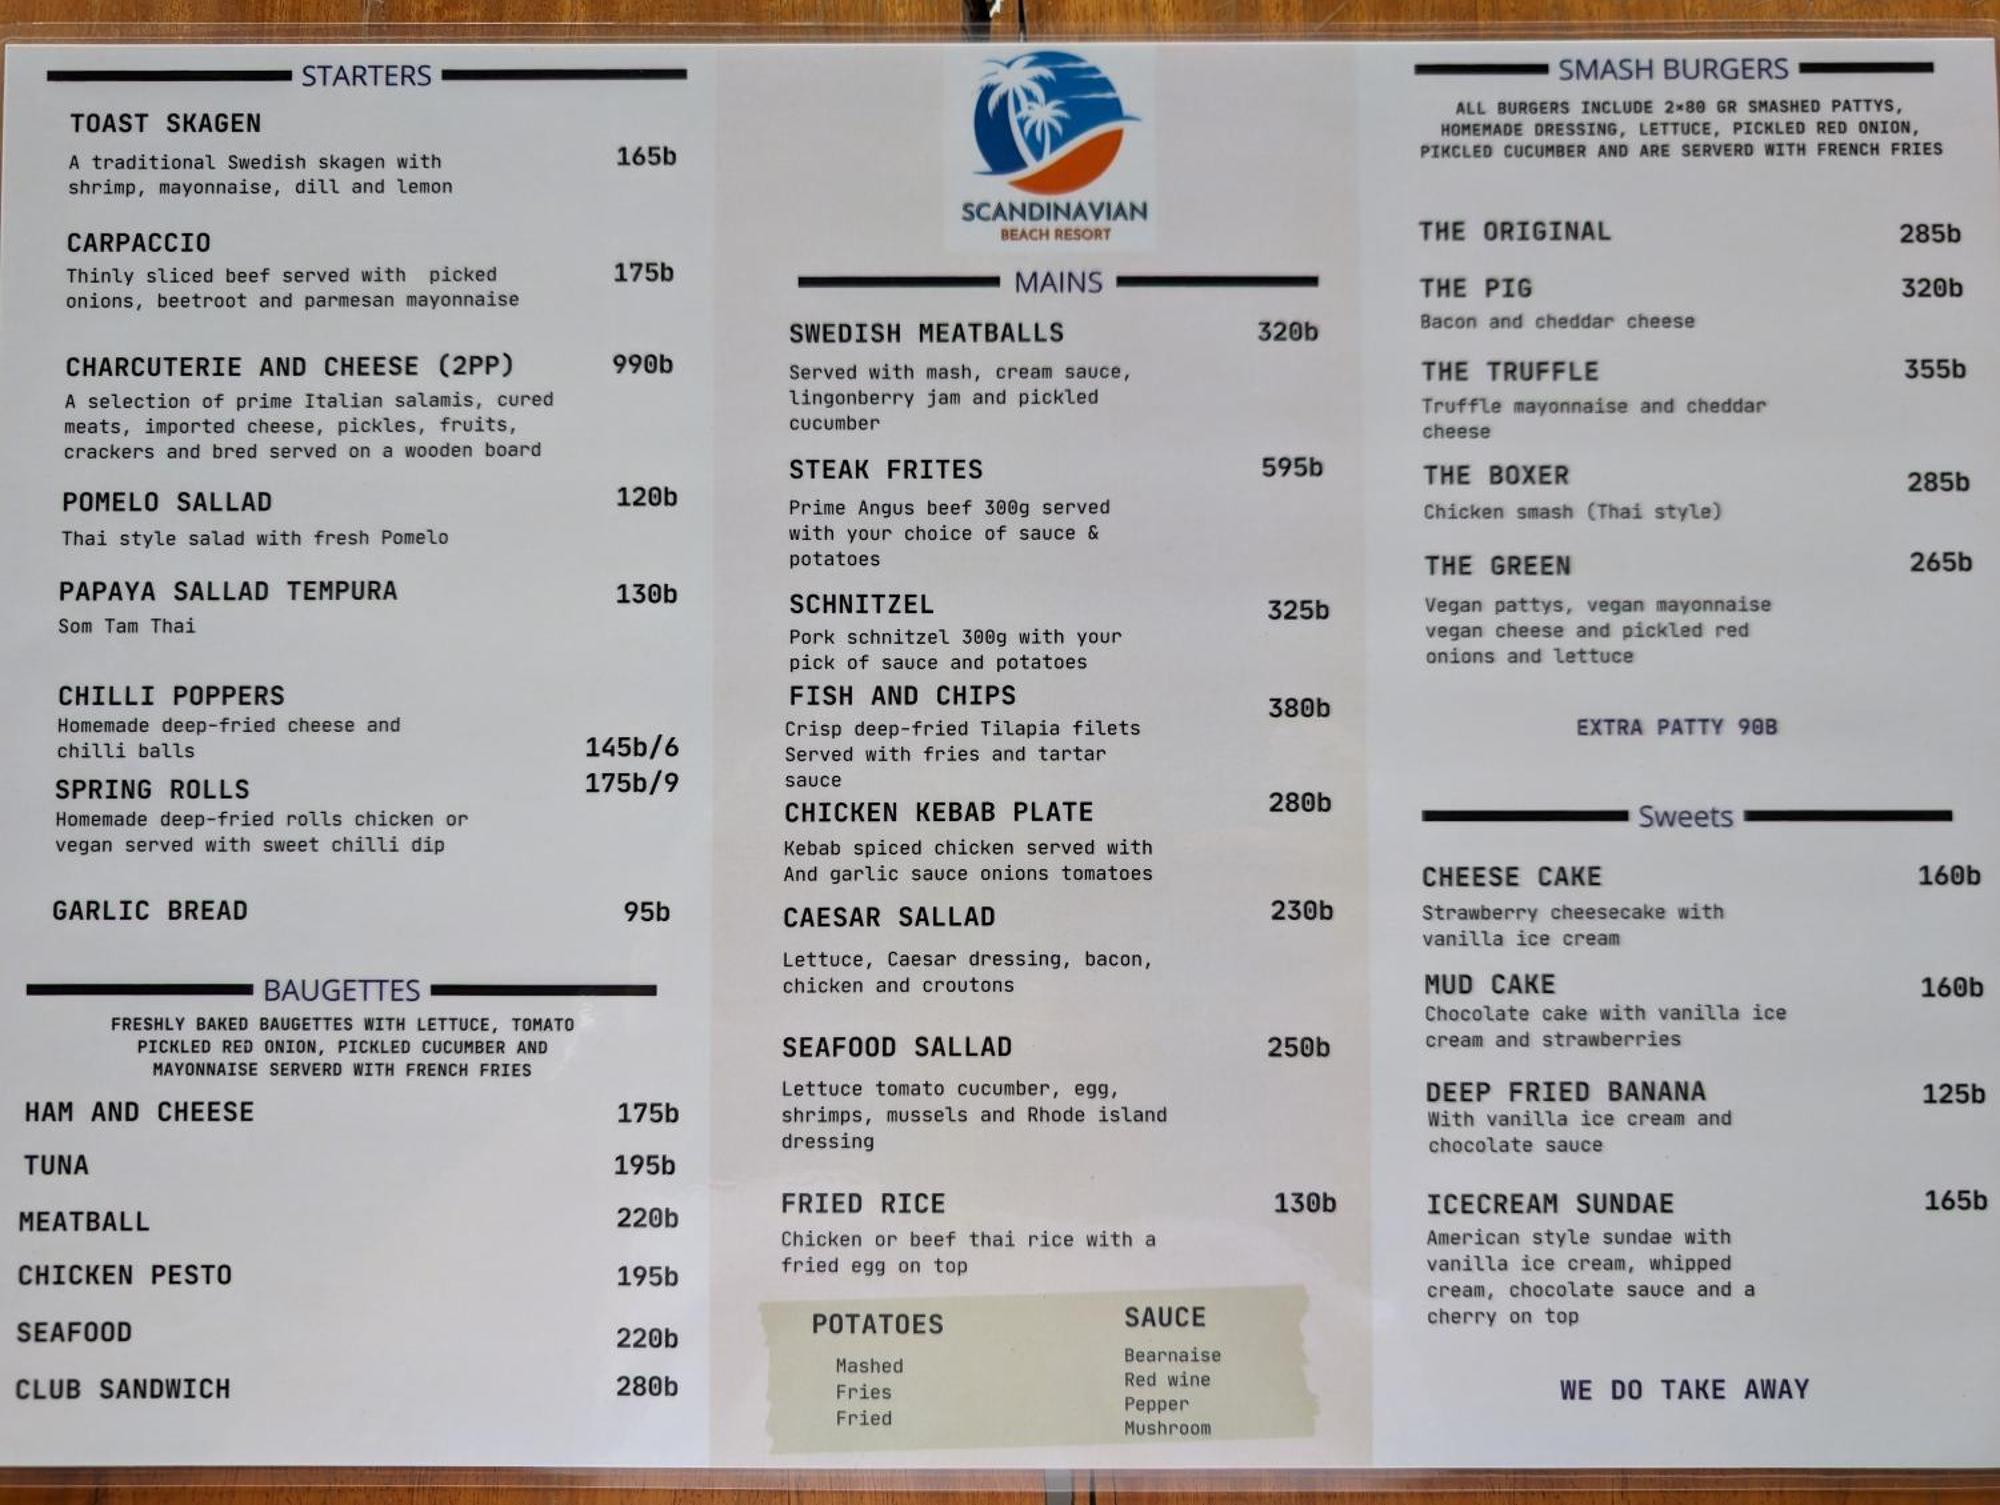 STARTERS
TOAST SKAGEN
A traditional Swedish skagen with
shrimp, mayonnaise, dill and lemon
165b
CARPACCIO
Thinly sliced beef served with picked
onions, beetroot and parmesan mayonnaise
175b
CHARCUTERIE AND CHEESE (2PP)
990b
A selection of prime Italian salamis, cured
meats, imported cheese, pickles, fruits,
crackers and bred served on a wooden board
POMELO SALLAD
120b
Thai style salad with fresh Pomelo
PAPAYA SALLAD TEMPURA
130b
Som Tam Thai
CHILLI POPPERS
Homemade deep-fried cheese and
chilli balls
145b/6
175b/9
SPRING ROLLS
Homemade deep-fried rolls chicken or
vegan served with sweet chilli dip
GARLIC BREAD
95b
BAUGETTES
FRESHLY BAKED BAUGETTES WITH LETTUCE, TOMATO
PICKLED RED ONION, PICKLED CUCUMBER AND
MAYONNAISE SERVERD WITH FRENCH FRIES
HAM AND CHEESE
175b
TUNA
195b
MEATBALL
220b
CHICKEN PESTO
195b
SEAFOOD
220b
CLUB SANDWICH
280b
SCANDINAVIAN
BEACH RESORT
MAINS
SWEDISH MEATBALLS
320b
Served with mash, cream sauce,
lingonberry jam and pickled
cucumber
STEAK FRITES
595b
Prime Angus beef 300g served
with your choice of sauce &
potatoes
SCHNITZEL
325b
Pork schnitzel 300g with your
pick of sauce and potatoes
FISH AND CHIPS
380b
Crisp deep-fried Tilapia filets
Served with fries and tartar
sauce
CHICKEN KEBAB PLATE
280b
Kebab spiced chicken served with
And garlic sauce onions tomatoes
CAESAR SALLAD
230b
Lettuce, Caesar dressing, bacon,
chicken and croutons
SEAFOOD SALLAD
250b
Lettuce tomato cucumber, egg,
shrimps, mussels and Rhode island
dressing
FRIED RICE
130b
Chicken or beef thai rice with a
fried egg on top
POTATOES
Mashed
Fries
Fried
SAUCE
Bearnaise
Red wine
Pepper
Mushroom
SMASH BURGERS
ALL BURGERS INCLUDE 2×80 GR SMASHED PATTYS,
HOMEMADE DRESSING, LETTUCE, PICKLED RED ONION,
PIKCLED CUCUMBER AND ARE SERVERD WITH FRENCH FRIES
THE ORIGINAL
285b
THE PIG
320b
Bacon and cheddar cheese
THE TRUFFLE
355b
Truffle mayonnaise and cheddar
cheese
THE BOXER
285b
Chicken smash (Thai style)
THE GREEN
265b
Vegan pattys, vegan mayonnaise
vegan cheese and pickled red
onions and lettuce
EXTRA PATTY 90B
Sweets
CHEESE CAKE
160b
Strawberry cheesecake with
vanilla ice cream
MUD CAKE
160b
Chocolate cake with vanilla ice
cream and strawberries
DEEP FRIED BANANA
125b
With vanilla ice cream and
chocolate sauce
ICECREAM SUNDAE
165b
American style sundae with
vanilla ice cream, whipped
cream, chocolate sauce and a
cherry on top
WE DO TAKE AWAY